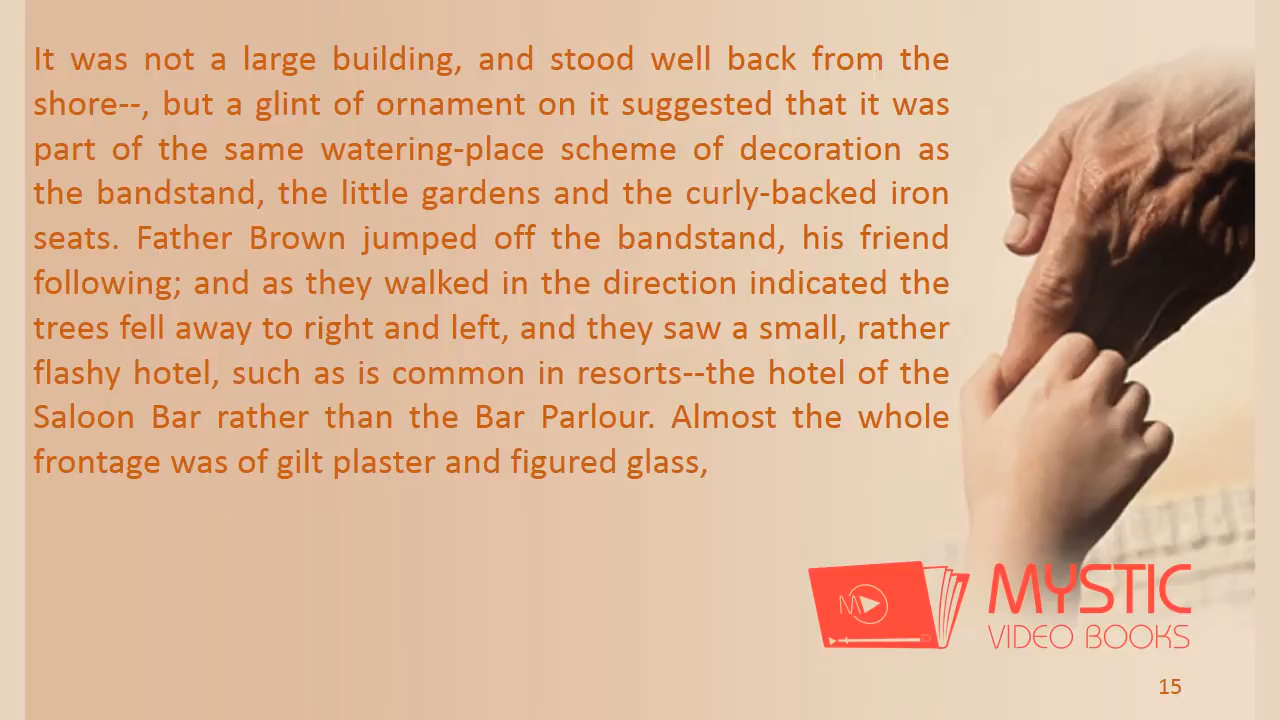 It was not a large building, and stood well back from the
shore--, but a glint of ornament on it suggested that it was
part of the same watering-place scheme of decoration as
the bandstand, the little gardens and the curly-backed iron
seats. Father Brown jumped off the bandstand, his friend
following; and as they walked in the direction indicated the
trees fell away to right and left, and they saw a small, rather
flashy hotel, such as is common in resorts--the hotel of the
Saloon Bar rather than the Bar Parlour. Almost the whole
frontage was of gilt plaster and figured glass,
M
MYSTIC
VIDEO BOOKS
15